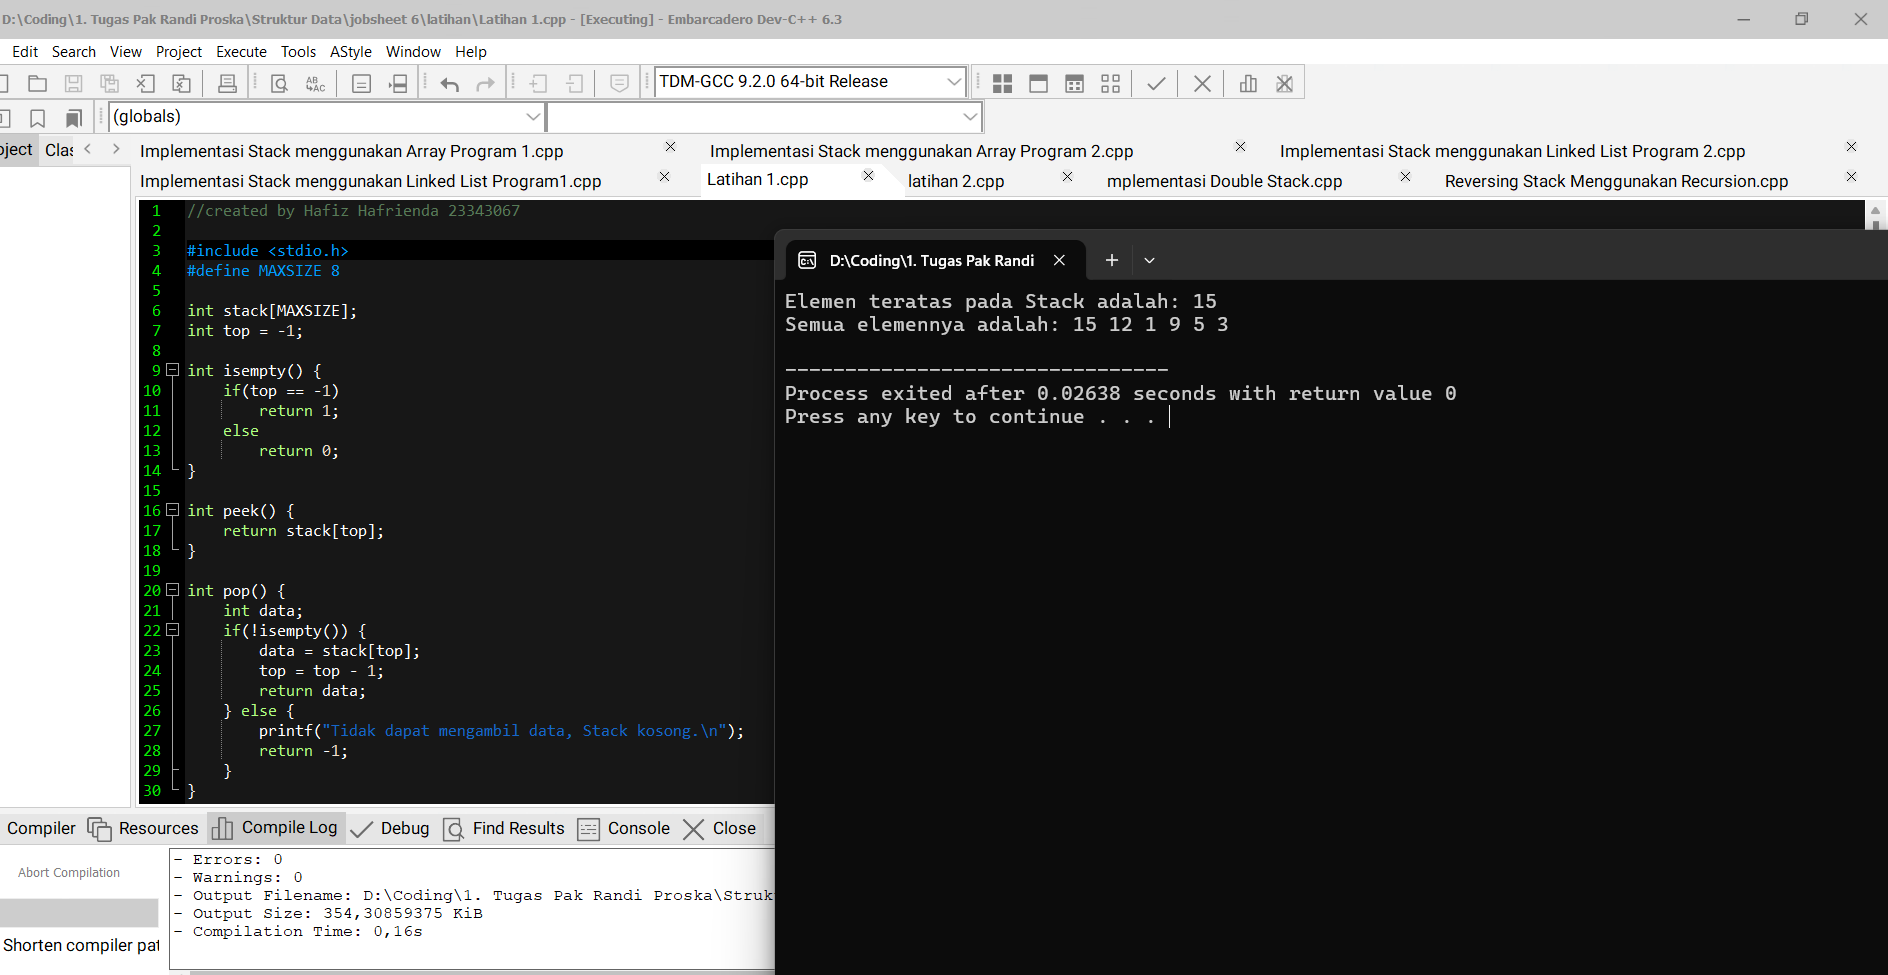 D:\Coding\1. Tugas Pak Randi Proska\Struktur Data\jobsheet 6\latihan\Latihan 1.cpp - [Executing] - Embarcadero Dev-C++ 6.3
Edit Search View Project Execute Tools AStyle Window Help
TDM-GCC 9.2.0 64-bit Release
(globals)
oject Clas
Implementasi Stack menggunakan Array Program 1.cpp Implementasi Stack menggunakan Array Program 2.cpp Implementasi Stack menggunakan Linked List Program 2.cpp
Implementasi Stack menggunakan Linked List Program1.cpp Latihan 1.cpp latihan 2.cpp mplementasi Double Stack.cpp Reversing Stack Menggunakan Recursion.cpp
1 //created by Hafiz Hafrienda 23343067
2
3 #include <stdio.h>
4 #define MAXSIZE 8
5
6 int stack[MAXSIZE];
7 int top = -1;
8
9 int isempty() {
10 if(top == -1)
11 return 1;
12 else
13 return 0;
14 }
15
16 int peek() {
17 return stack[top];
18 }
19
20 int pop() {
21 int data;
22 if(!isempty()) {
23 data = stack[top];
24 top = top - 1;
25 return data;
26 } else {
27 printf("Tidak dapat mengambil data, Stack kosong.\n");
28 return -1;
29 }
30 }
D:\Coding\1. Tugas Pak Randi
Elemen teratas pada Stack adalah: 15
Semua elemennya adalah: 15 12 1 9 5 3
--------------------------------
Process exited after 0.02638 seconds with return value 0
Press any key to continue . . .
Compiler Resources Compile Log Debug Find Results Console Close
Abort Compilation
Shorten compiler pat
- Errors: 0
- Warnings: 0
- Output Filename: D:\Coding\1. Tugas Pak Randi Proska\Struk
- Output Size: 354,30859375 KiB
- Compilation Time: 0,16s